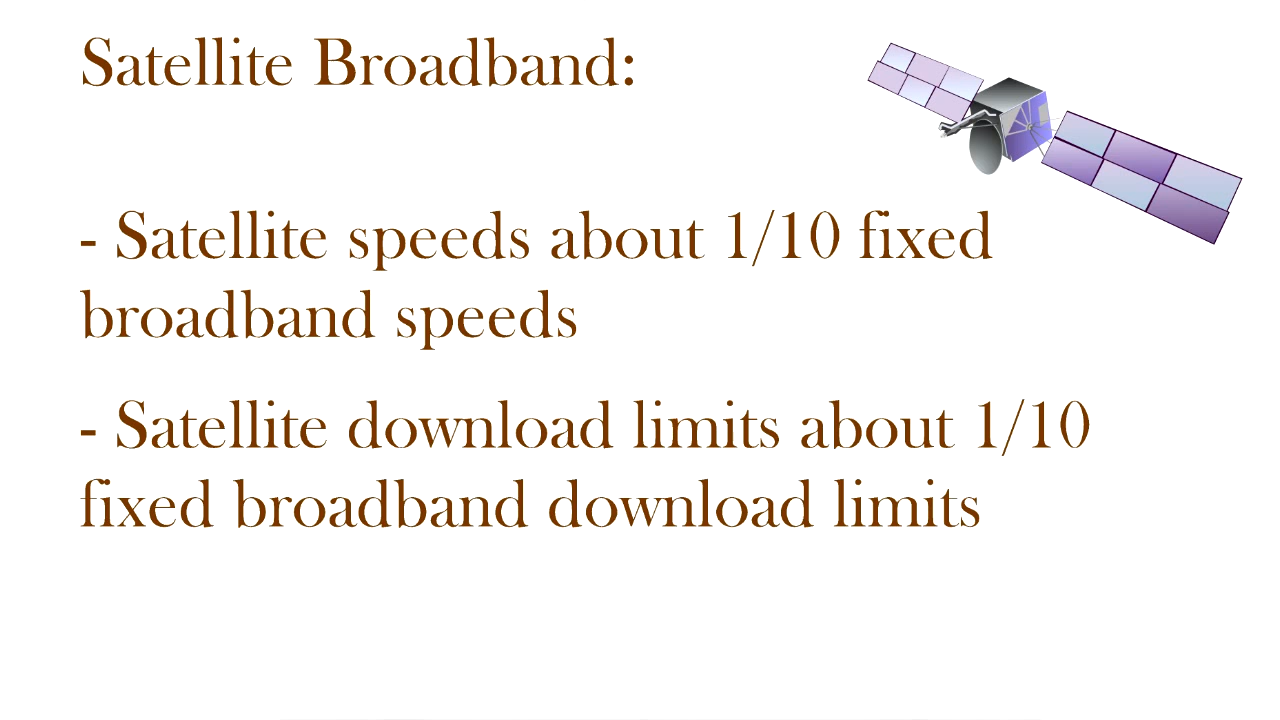 Satellite Broadband:
- Satellite speeds about 1/10 fixed
broadband speeds
- Satellite download limits about 1/10
fixed broadband download limits